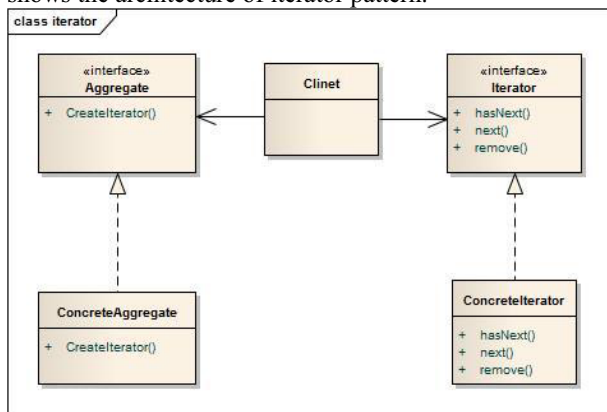 shows the architecture of iterator pattern.
class iterator
«interface»
Aggregate
+ CreateIterator()
Clinet
«interface»
Iterator
+ hasNext()
+ next()
+ remove()
ConcreteAggregate
+ CreateIterator()
ConcreteIterator
+ hasNext()
+ next()
+ remove()